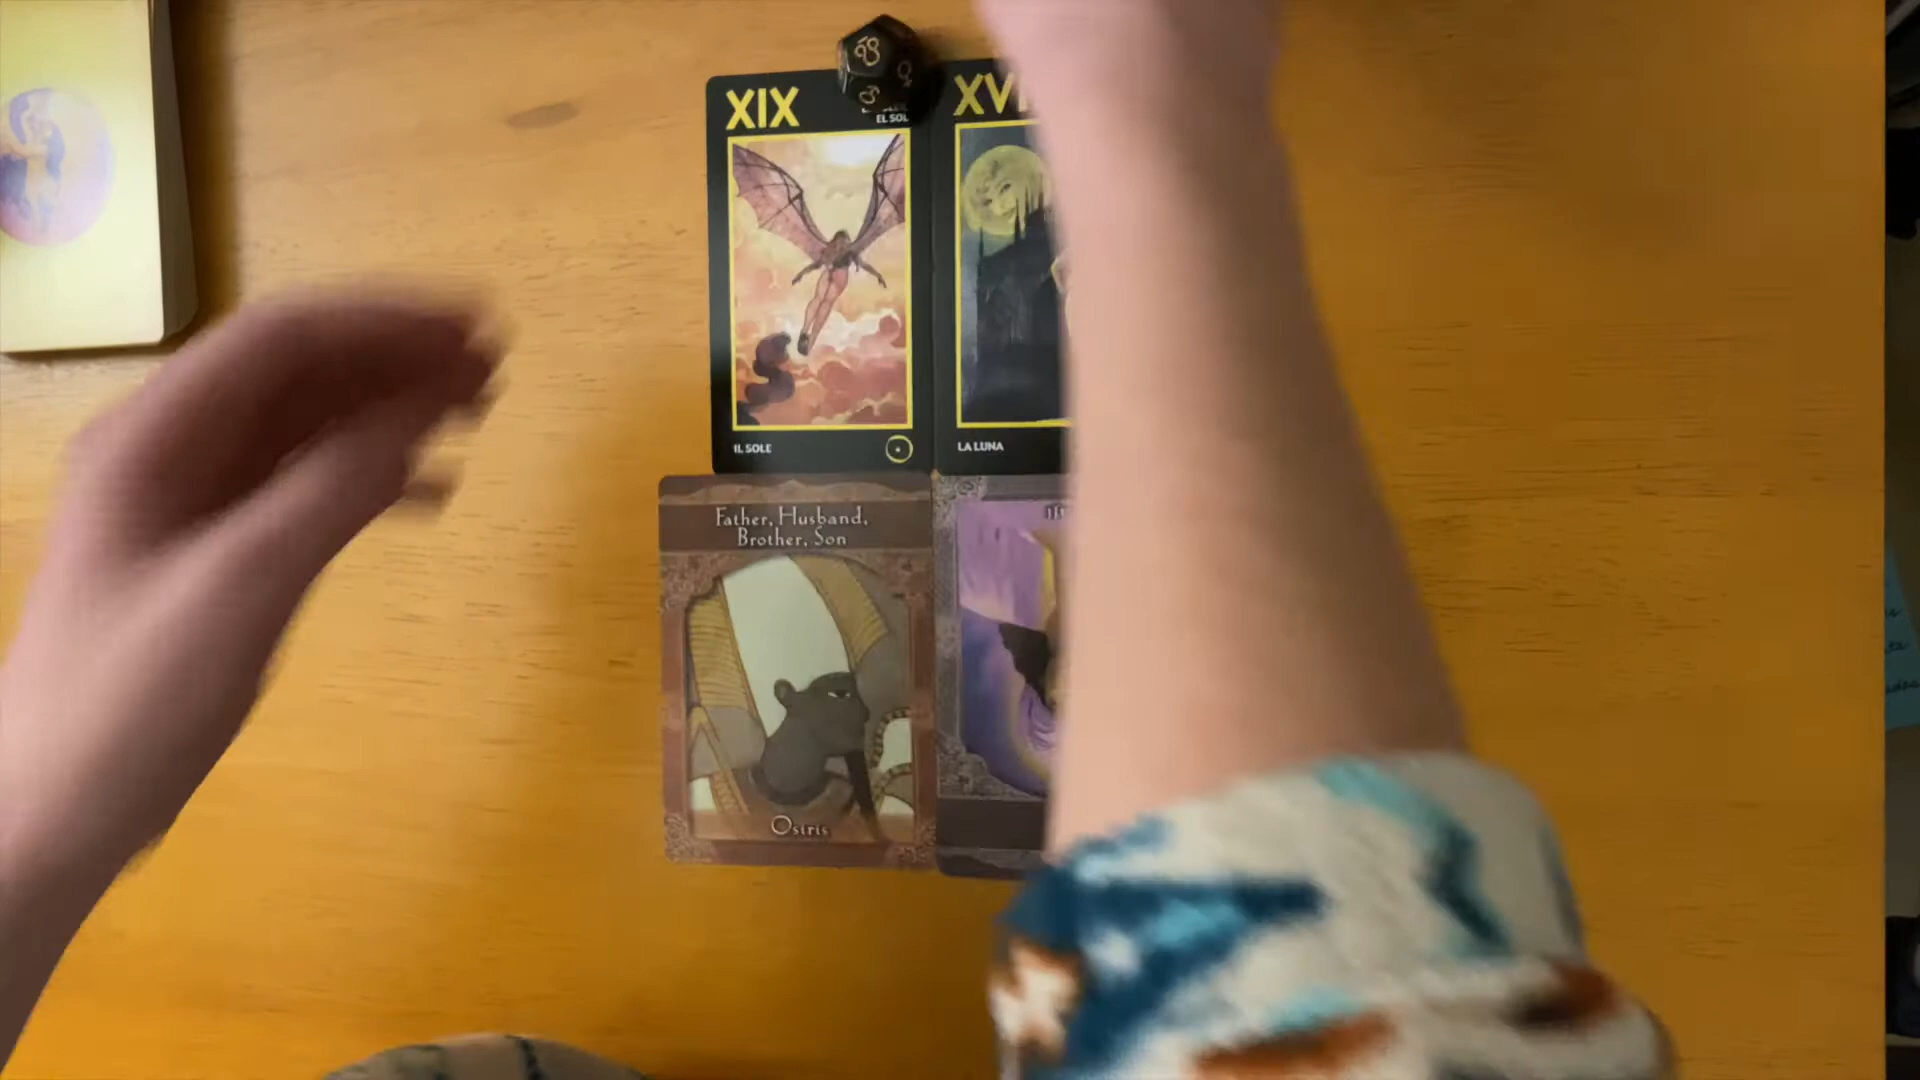 XIX
EL SOL
XVI
IL SOLE
LA LUNA
Father, Husband,
Brother, Son
Osiris